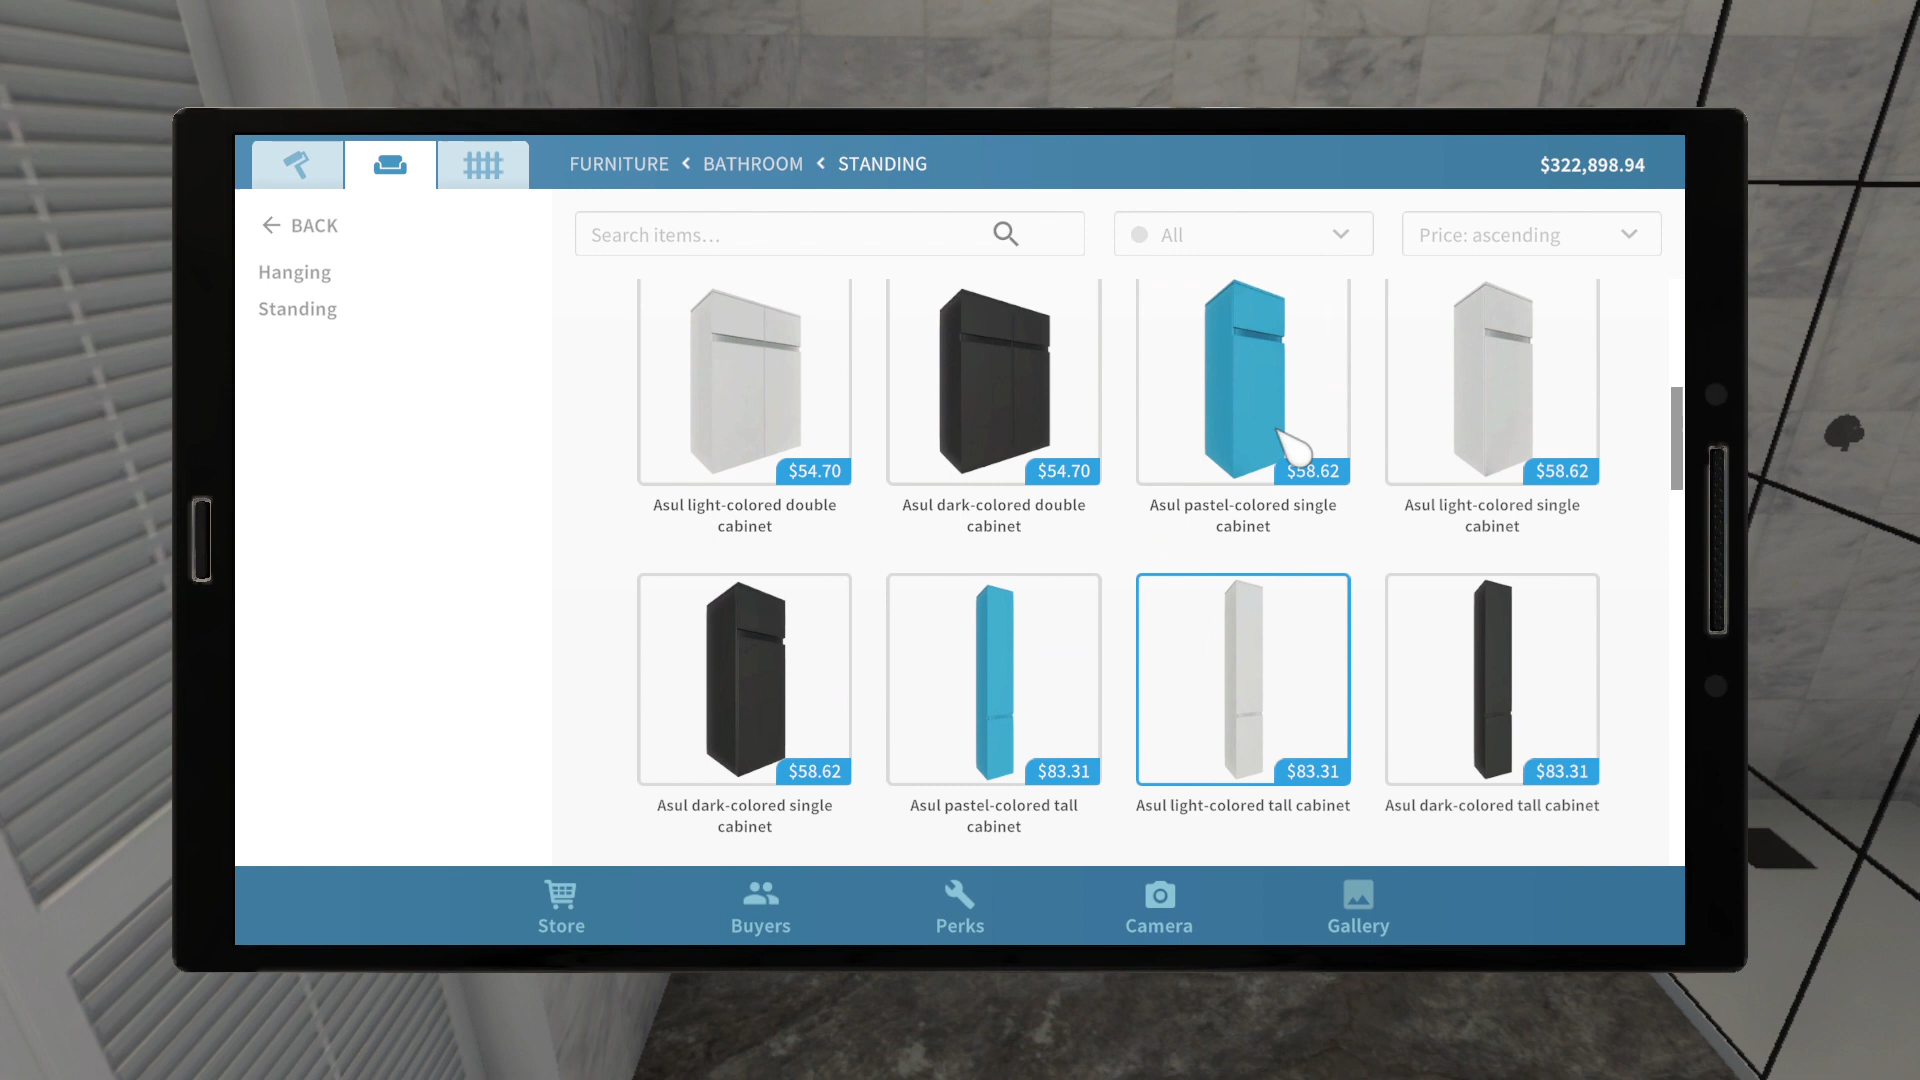 FURNITURE < BATHROOM < STANDING
$322,898.94
BACK
Hanging
Standing
Search items...
All
Price: ascending
$54.70
$54.70
$58.62
$58.62
Asul light-colored double
cabinet
Asul dark-colored double
cabinet
Asul pastel-colored single
cabinet
Asul light-colored single
cabinet
$58.62
$83.31
$83.31
$83.31
Asul dark-colored single
cabinet
Asul pastel-colored tall
cabinet
Asul light-colored tall cabinet
Asul dark-colored tall cabinet
Store
Buyers
Perks
Camera
Gallery